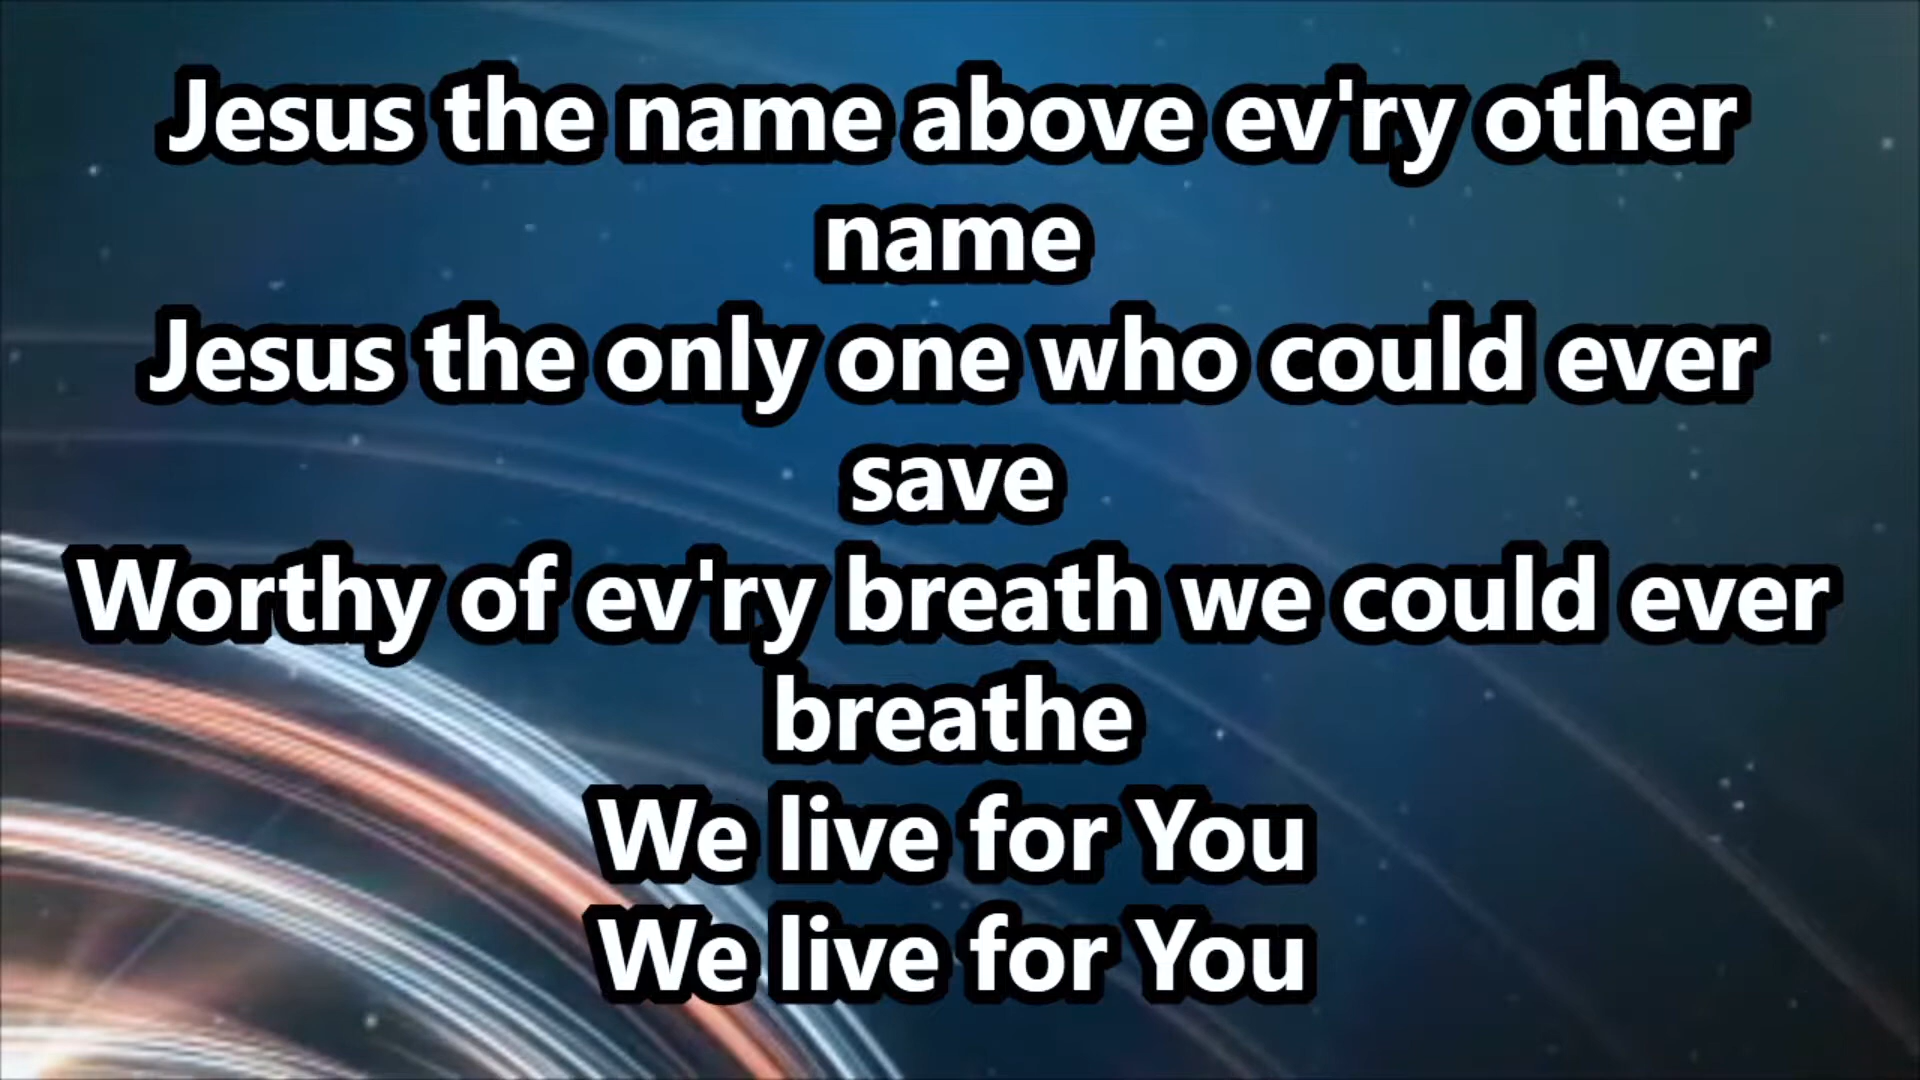 Jesus the name above ev'ry other
name
Jesus the only one who could ever
save
Worthy of ev'ry breath we could ever
breathe
We live for You
We live for You